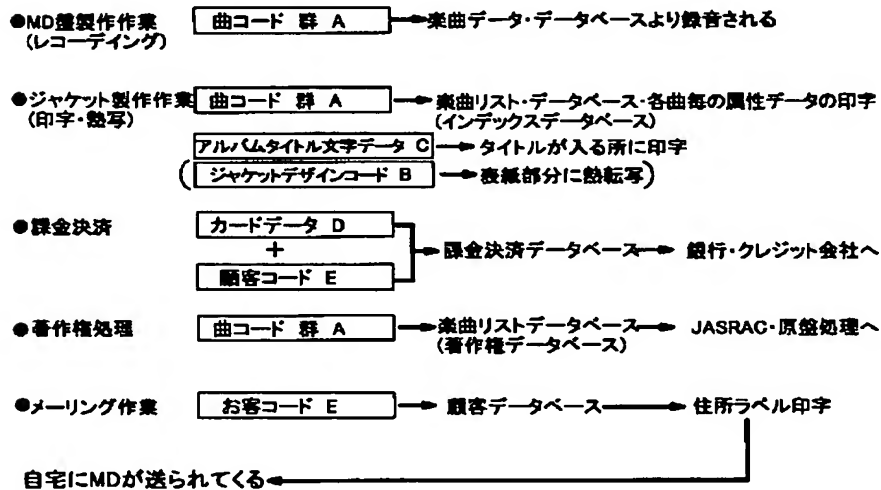 ●MD盤製作作業 曲コード 群 A 楽曲データ・データベースより録音される
(レコーデイング)
●ジャケット製作作業 曲コード 群 A 楽曲リスト・データベース・各曲毎の属性データの印字
(印字・熱写) (インデックスデータベース)
アルバムタイトル文字データ C タイトルが入る所に印字
(ジャケットデザインコード B 表紙部分に熱転写)
●課金決済 カードデータ D
+ 課金決済データベース 銀行・クレジット会社へ
顧客コード E
●著作権処理 曲コード 群 A 楽曲リストデータベース JASRAC・原盤処理へ
(著作権データベース)
●メーリング作業 お客コード E 顧客データベース 住所ラベル印字
自宅にMDが送られてくる